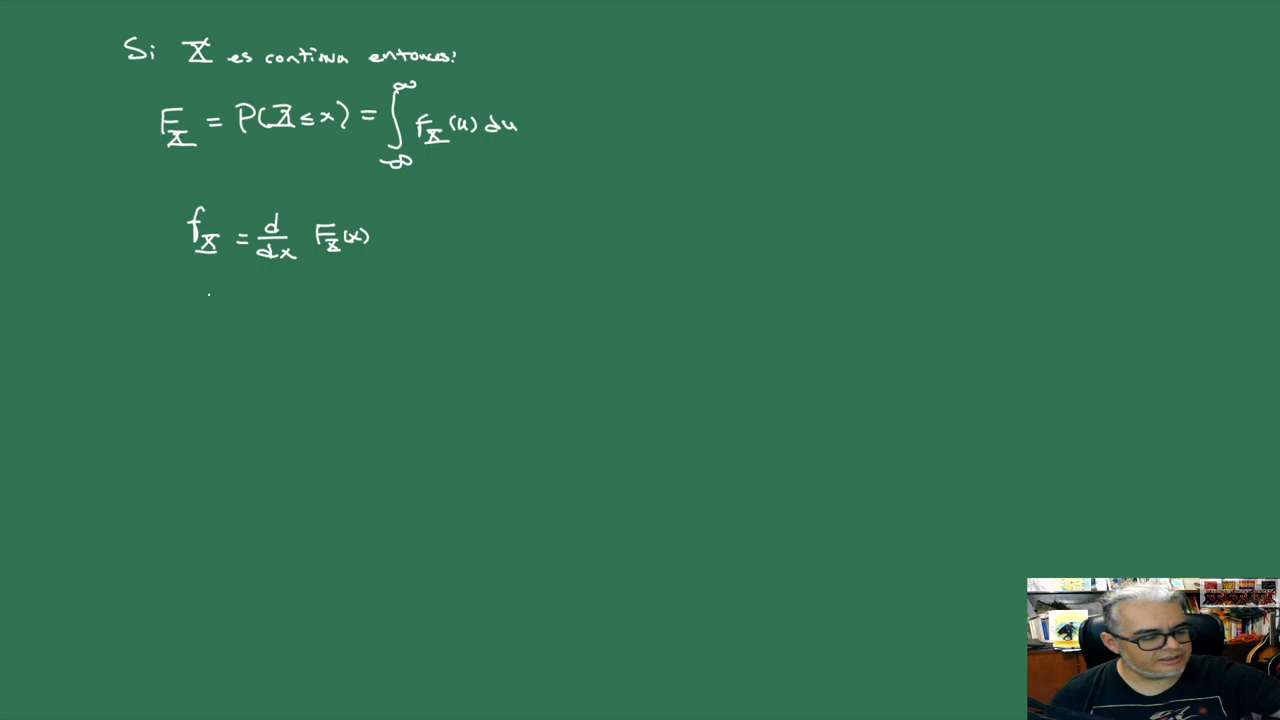 Si X es continua entonces:
F_X = P(X ≤ x) = ∫_{-∞}^{∞} f_X(u) du
f_X = d/dx F_X(x)